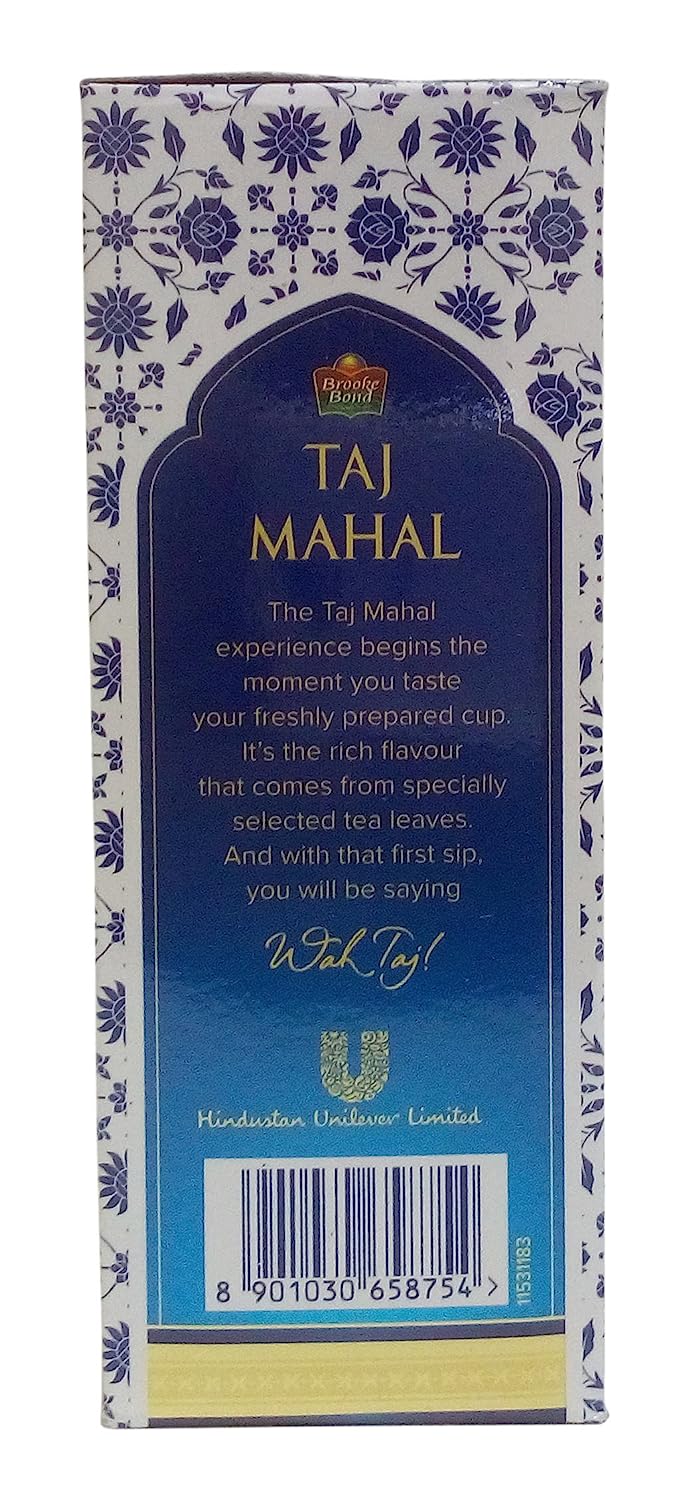 Brooke
Bond
TAJ
MAHAL
The Taj Mahal
experience begins the
moment you taste
your freshly prepared cup.
It's the rich flavour
that comes from specially
selected tea leaves.
And with that first sip,
you will be saying
Wah Taj!
Hindustan Unilever Limited
8 901030 658754 >
11531183